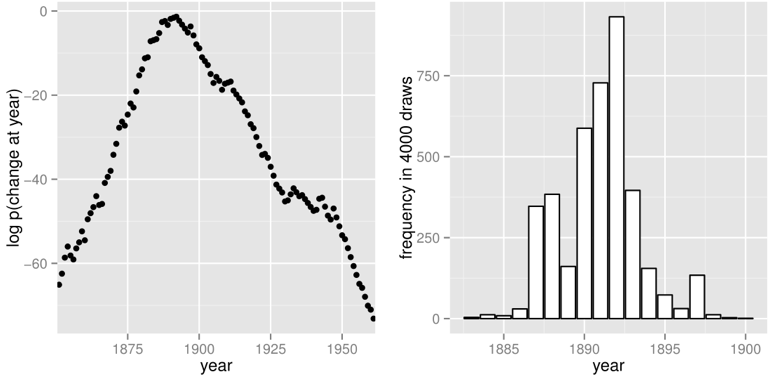 log p(change at year)
0
−20
−40
−60
1875 1900 1925 1950
year
frequency in 4000 draws
750
500
250
0
1885 1890 1895 1900
year